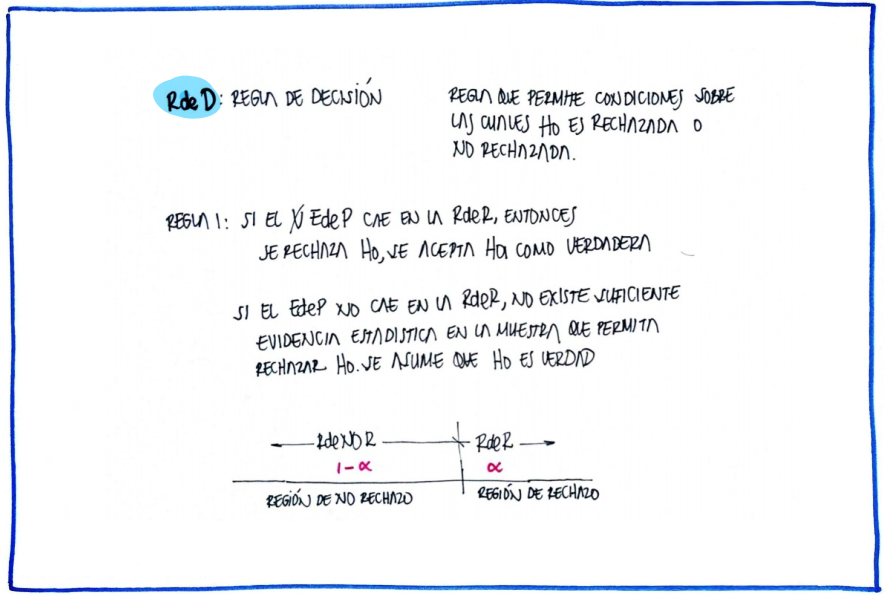 RdeD: REGLA DE DECISIÓN
REGLA QUE PERMITE CONDICIONES SOBRE
LAS CUALES Ho ES RECHAZADA O
NO RECHAZADA.
REGLA 1: SI EL EdeP CAE EN LA RdeR, ENTONCES
SE RECHAZA Ho, SE ACEPTA Ha COMO VERDADERA
SI EL EdeP NO CAE EN LA RdeR, NO EXISTE SUFICIENTE
EVIDENCIA ESTADISTICA EN LA MUESTRA QUE PERMITA
RECHAZAR Ho. SE ASUME QUE Ho ES VERDAD
RdeNOR RdeR
1-α α
REGIÓN DE NO RECHAZO REGIÓN DE RECHAZO